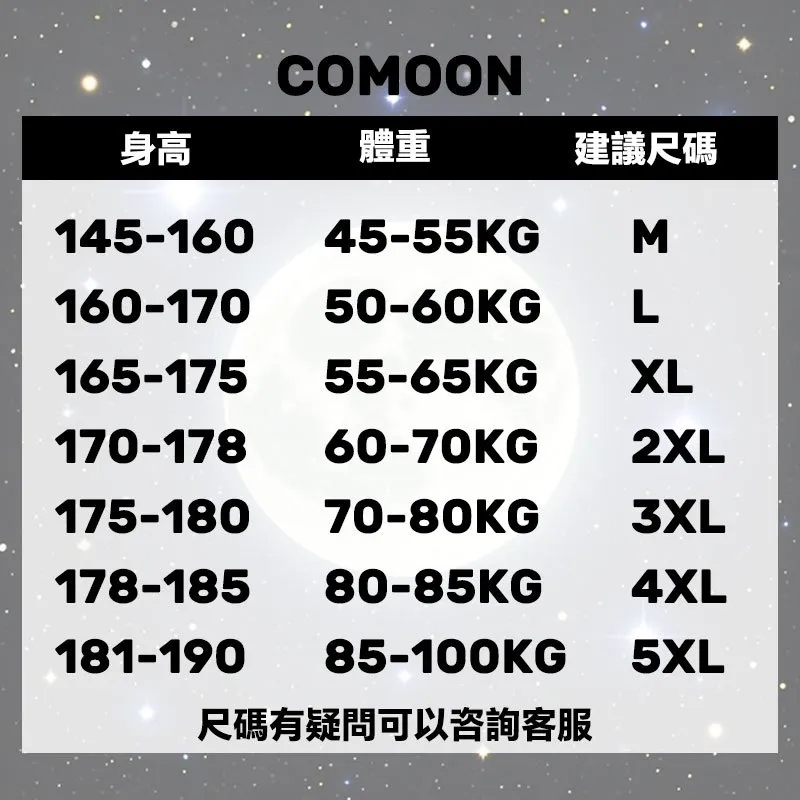 COMOON
身高 體重 建議尺碼
145-160 45-55KG M
160-170 50-60KG L
165-175 55-65KG XL
170-178 60-70KG 2XL
175-180 70-80KG 3XL
178-185 80-85KG 4XL
181-190 85-100KG 5XL
尺碼有疑問可以咨詢客服